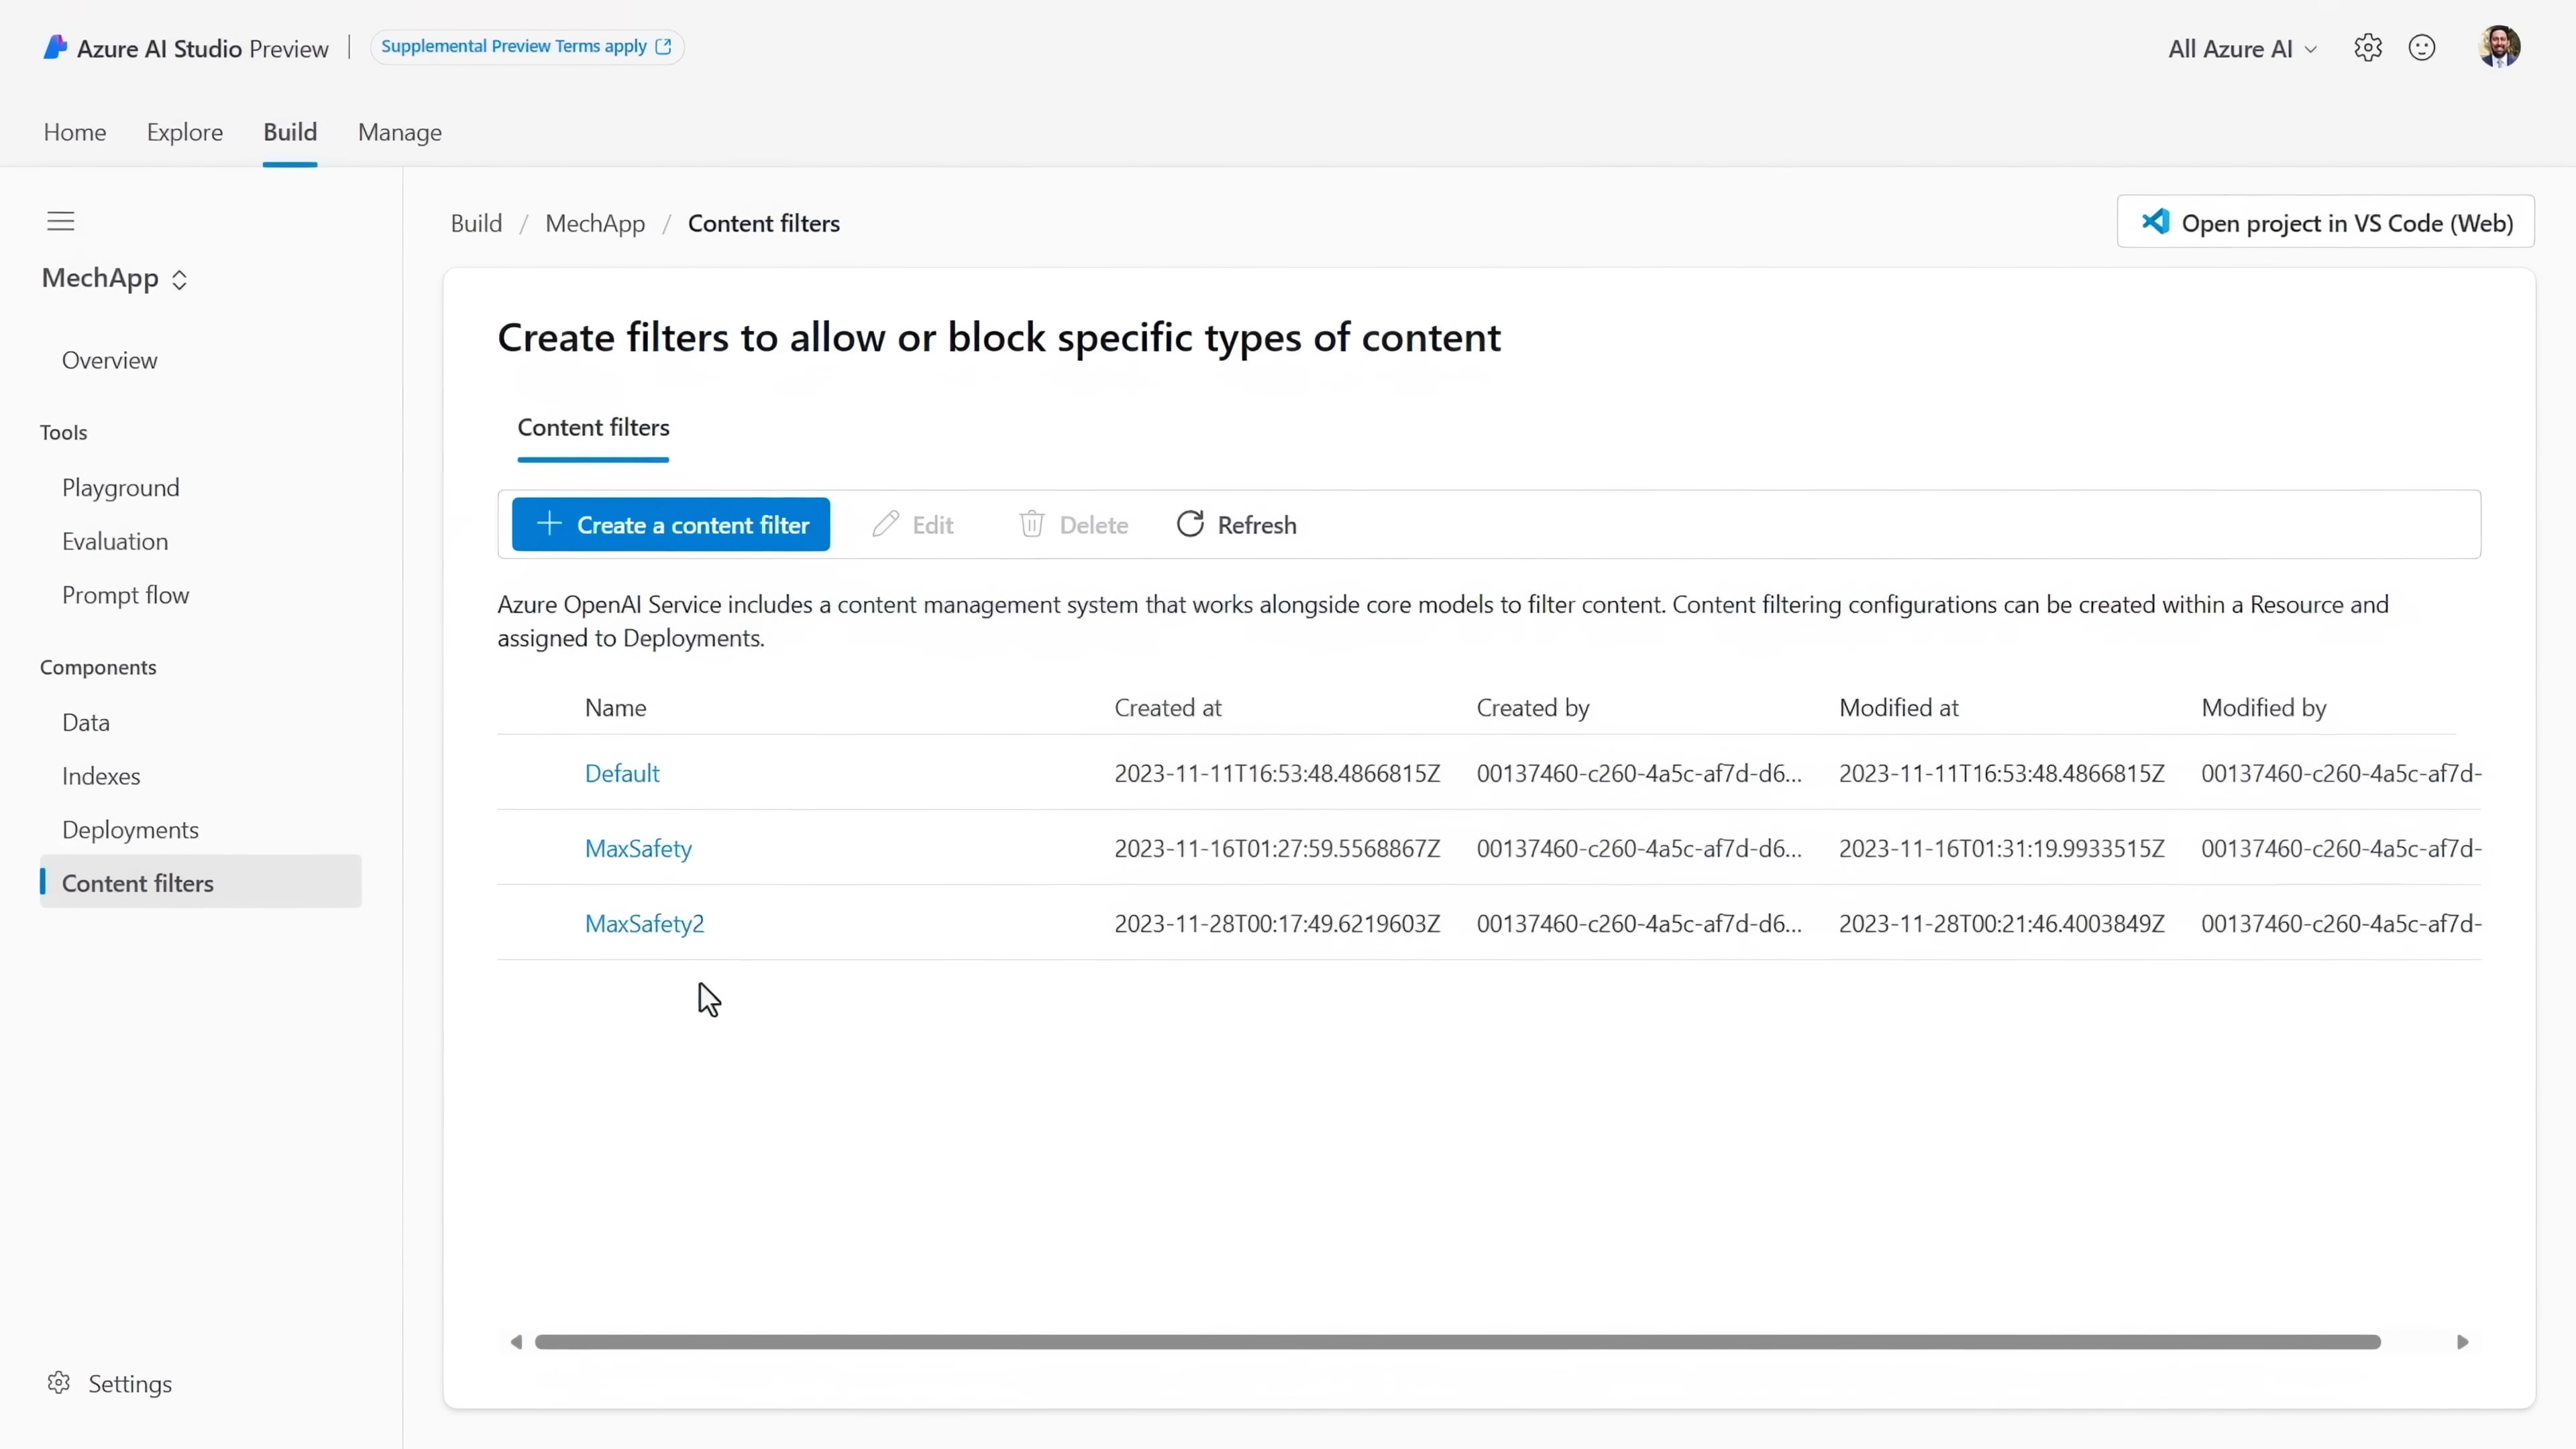 Azure AI Studio Preview | Supplemental Preview Terms apply
All Azure AI
Home Explore Build Manage
MechApp
Overview
Tools
Playground
Evaluation
Prompt flow
Components
Data
Indexes
Deployments
Content filters
Settings
Build / MechApp / Content filters
Open project in VS Code (Web)
Create filters to allow or block specific types of content
Content filters
Create a content filter Edit Delete Refresh
Azure OpenAI Service includes a content management system that works alongside core models to filter content. Content filtering configurations can be created within a Resource and
assigned to Deployments.
Name Created at Created by Modified at Modified by
Default 2023-11-11T16:53:48.4866815Z 00137460-c260-4a5c-af7d-d6... 2023-11-11T16:53:48.4866815Z 00137460-c260-4a5c-af7d-
MaxSafety 2023-11-16T01:27:59.5568867Z 00137460-c260-4a5c-af7d-d6... 2023-11-16T01:31:19.9933515Z 00137460-c260-4a5c-af7d-
MaxSafety2 2023-11-28T00:17:49.6219603Z 00137460-c260-4a5c-af7d-d6... 2023-11-28T00:21:46.4003849Z 00137460-c260-4a5c-af7d-